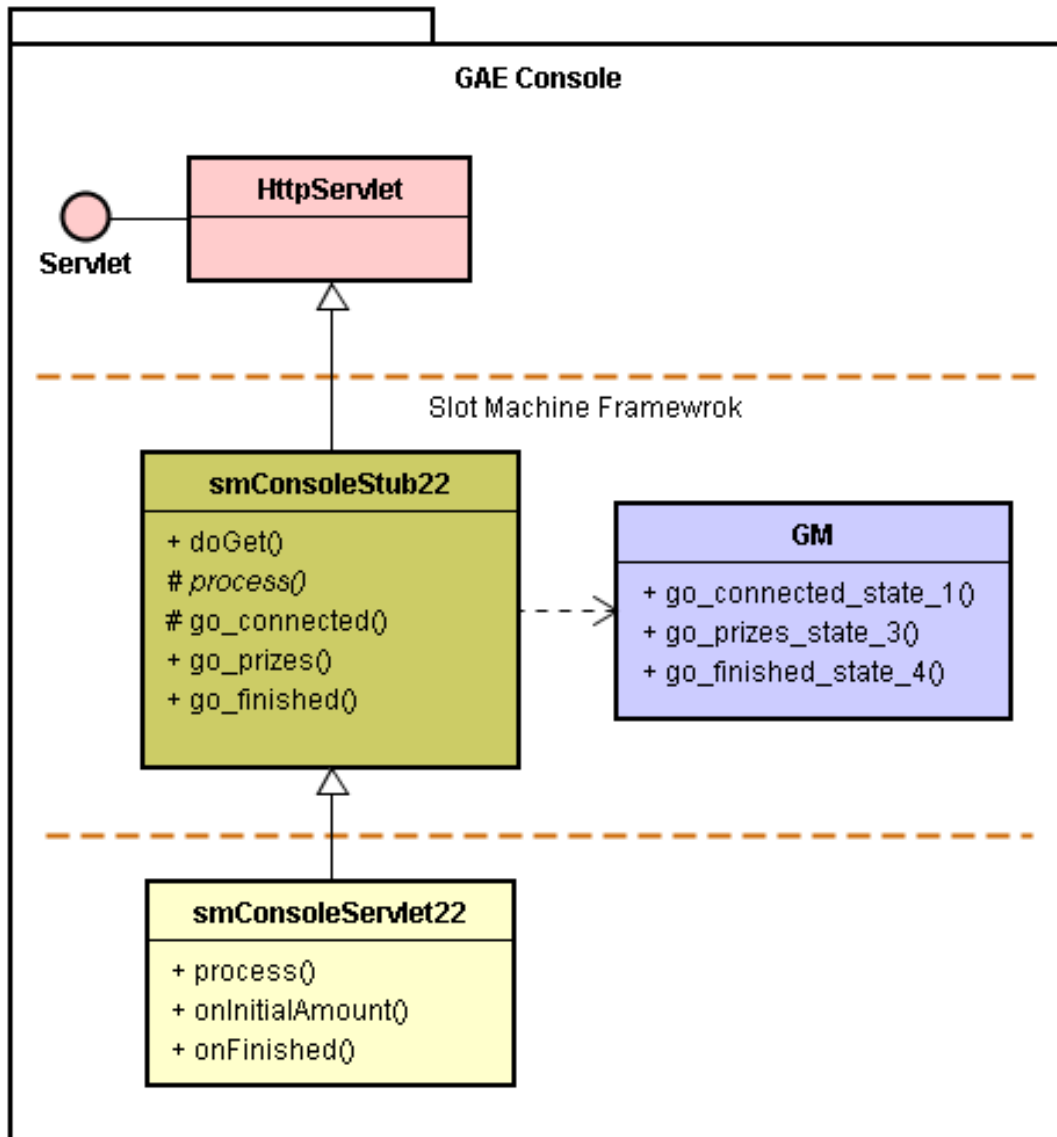 GAE Console
HttpServlet
Servlet
Slot Machine Framewrok
smConsoleStub22
+ doGet()
# process()
# go_connected()
+ go_prizes()
+ go_finished()
GM
+ go_connected_state_1()
+ go_prizes_state_3()
+ go_finished_state_4()
smConsoleServlet22
+ process()
+ onInitialAmount()
+ onFinished()